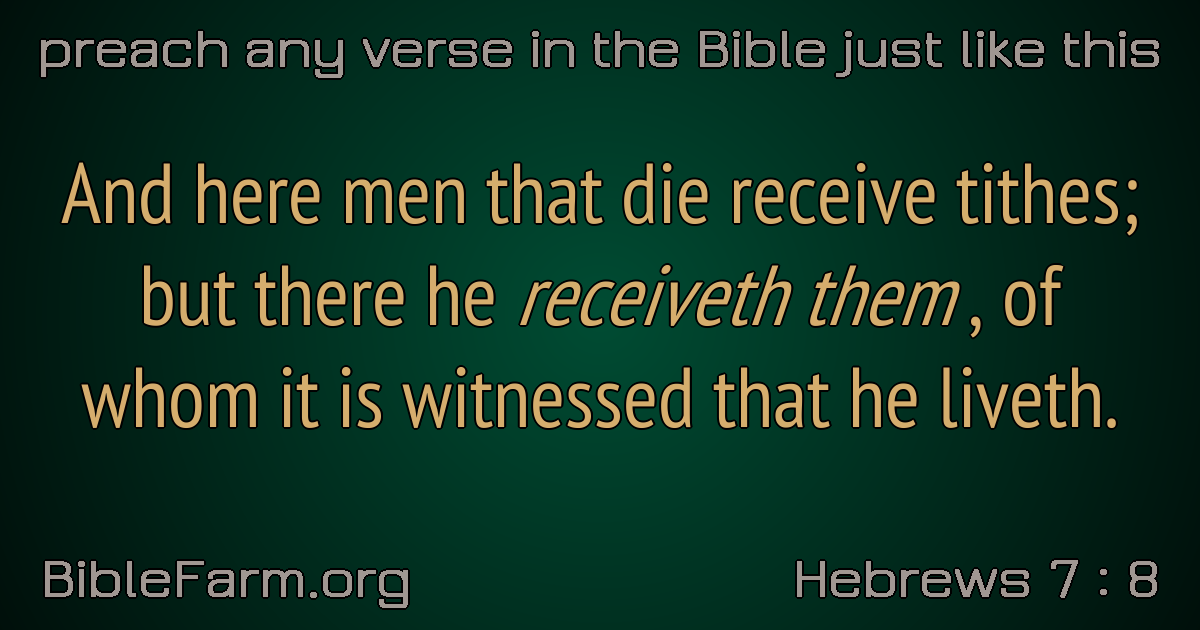 preach any verse in the Bible just like this
And here men that die receive tithes;
but there he receiveth them , of
whom it is witnessed that he liveth.
BibleFarm.org
Hebrews 7 : 8